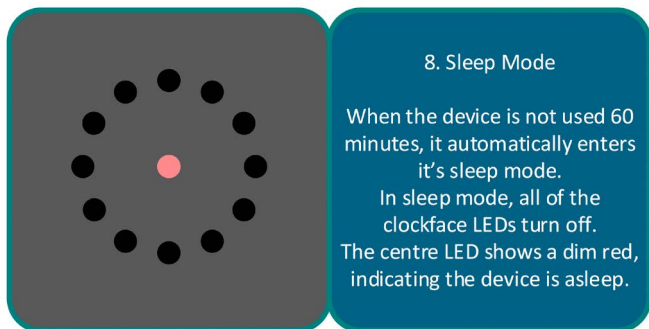 8. Sleep Mode
When the device is not used 60
minutes, it automatically enters
it's sleep mode.
In sleep mode, all of the
clockface LEDs turn off.
The centre LED shows a dim red,
indicating the device is asleep.